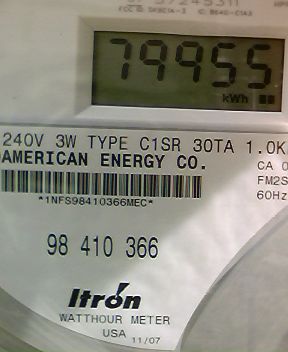 79955
kWh
240V 3W TYPE C1SR 30TA 1.0K
AMERICAN ENERGY CO.
CA 0
*1NFS98410366MEC*
FM2S
60Hz
98 410 366
Itrón
WATTHOUR METER
USA 11/07